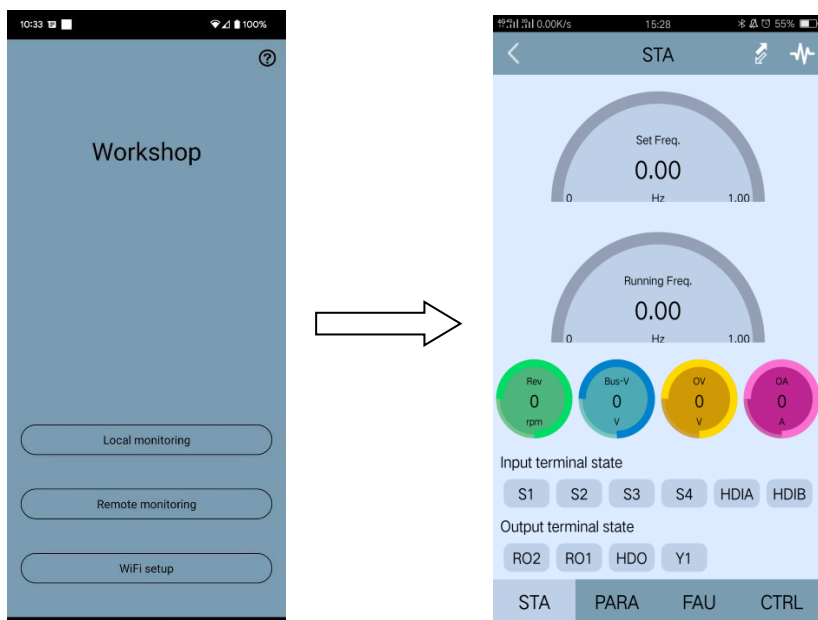 10:33
100%
Workshop
Local monitoring
Remote monitoring
WiFi setup
0.00K/s
15:28
55%
STA
Set Freq.
0.00
0
Hz
1.00
Running Freq.
0.00
0
Hz
1.00
Rev
0
rpm
Bus-V
0
V
OV
0
V
OA
0
A
Input terminal state
S1 S2 S3 S4 HDIA HDIB
Output terminal state
RO2 RO1 HDO Y1
STA PARA FAU CTRL